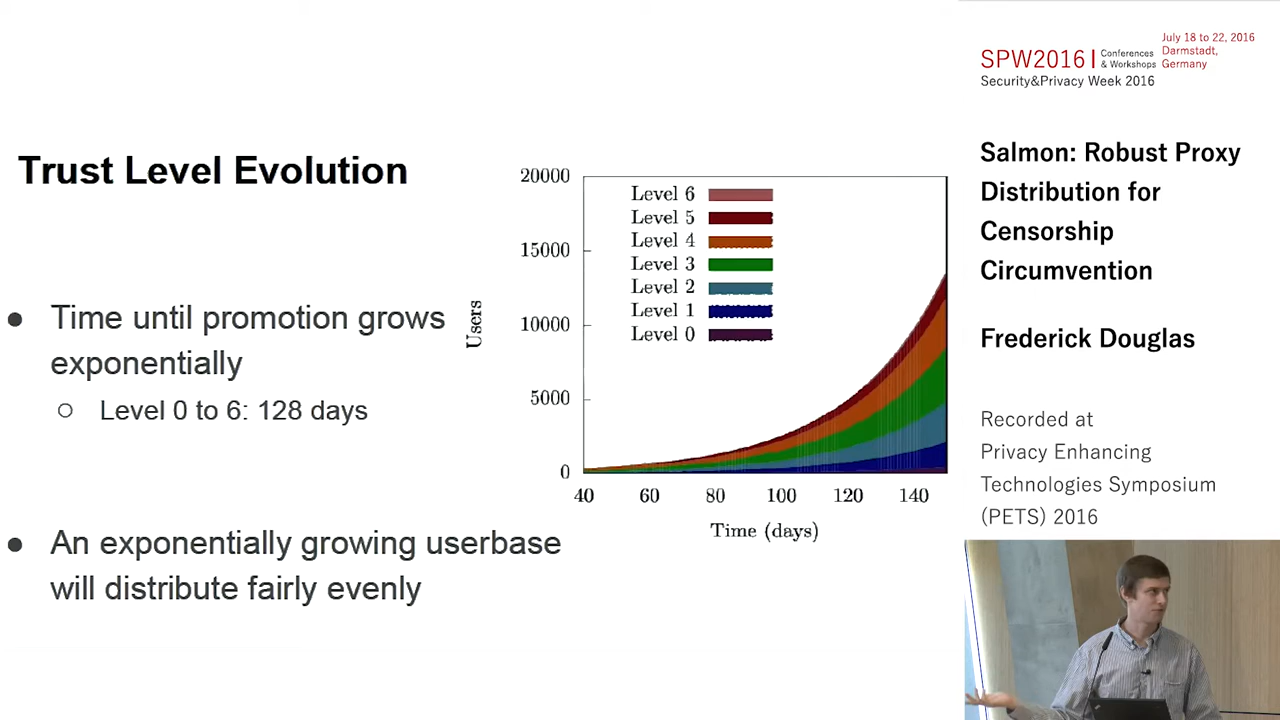 Trust Level Evolution
● Time until promotion grows
exponentially
○ Level 0 to 6: 128 days
● An exponentially growing userbase
will distribute fairly evenly
20000
15000
10000
5000
0
Users
Level 6
Level 5
Level 4
Level 3
Level 2
Level 1
Level 0
40 60 80 100 120 140
Time (days)
SPW2016 | Conferences & Workshops
July 18 to 22, 2016
Darmstadt,
Germany
Security&Privacy Week 2016
Salmon: Robust Proxy
Distribution for
Censorship
Circumvention
Frederick Douglas
Recorded at
Privacy Enhancing
Technologies Symposium
(PETS) 2016